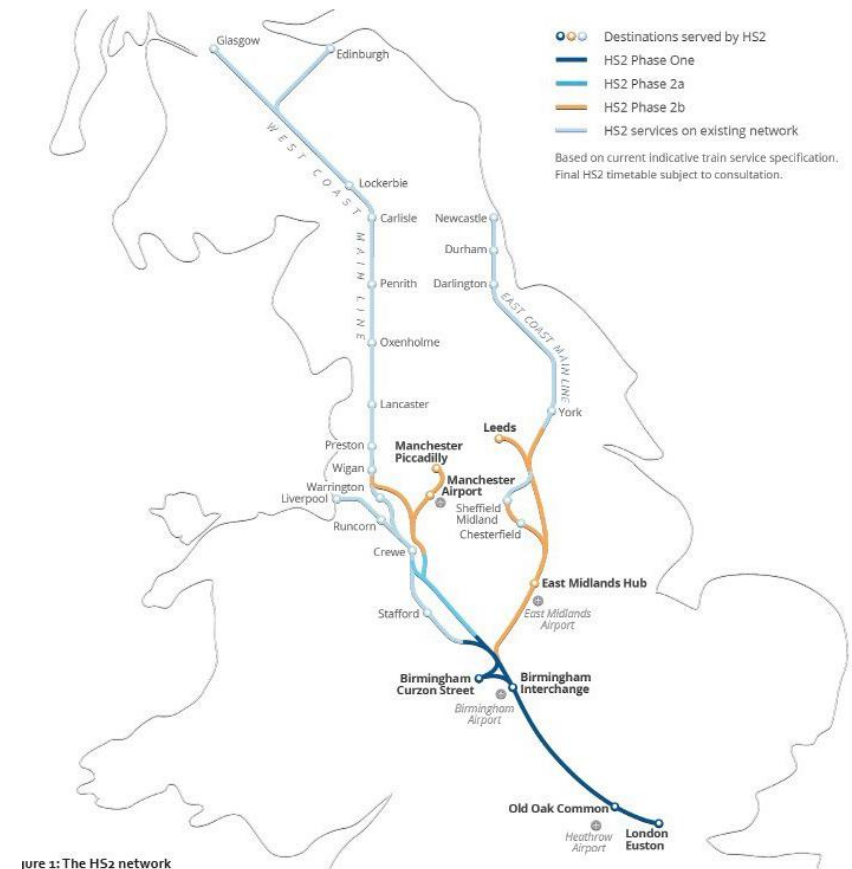 Glasgow
Edinburgh
Destinations served by HS2
HS2 Phase One
HS2 Phase 2a
HS2 Phase 2b
HS2 services on existing network
Based on current indicative train service specification.
Final HS2 timetable subject to consultation.
WEST COAST MAIN LINE
Lockerbie
Carlisle
Newcastle
Durham
Penrith
Darlington
EAST COAST MAIN LINE
Oxenholme
Lancaster
York
Leeds
Preston
Manchester
Piccadilly
Wigan
Warrington
Manchester
Airport
Liverpool
Sheffield
Midland
Runcorn
Chesterfield
Crewe
East Midlands Hub
East Midlands
Airport
Stafford
Birmingham
Curzon Street
Birmingham
Interchange
Birmingham
Airport
Old Oak Common
Heathrow
Airport
London
Euston
ure 1: The HS2 network